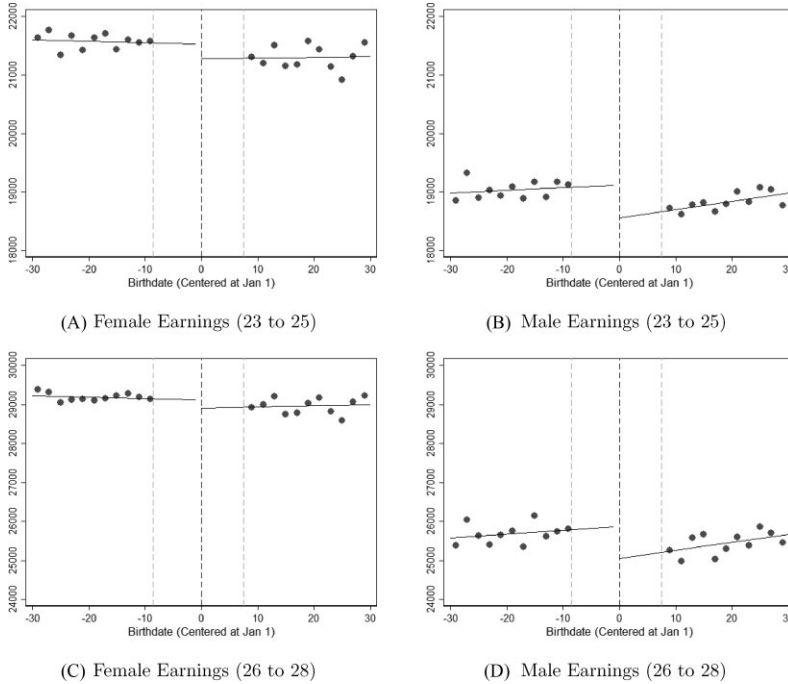 22000
21000
20000
19000
18000
-30 -20 -10 0 10 20 30
Birthdate (Centered at Jan 1)
(A) Female Earnings (23 to 25)
22000
21000
20000
19000
18000
-30 -20 -10 0 10 20 30
Birthdate (Centered at Jan 1)
(B) Male Earnings (23 to 25)
30000
29000
28000
27000
26000
25000
24000
-30 -20 -10 0 10 20 30
Birthdate (Centered at Jan 1)
(C) Female Earnings (26 to 28)
30000
29000
28000
27000
26000
25000
24000
-30 -20 -10 0 10 20 30
Birthdate (Centered at Jan 1)
(D) Male Earnings (26 to 28)